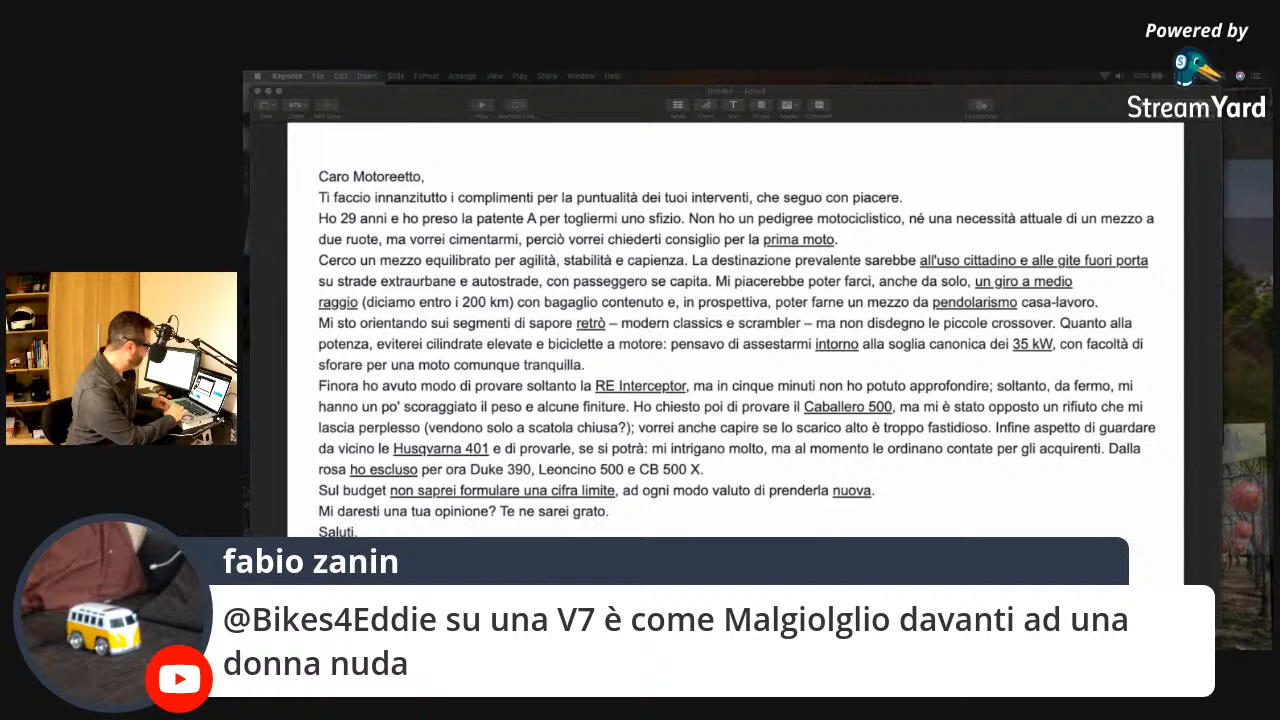 Powered by
StreamYard
Keynote File Edit Insert Slide Format Arrange View Play Share Window Help
Caro Motoreetto,
Ti faccio innanzitutto i complimenti per la puntualità dei tuoi interventi, che seguo con piacere.
Ho 29 anni e ho preso la patente A per togliermi uno sfizio. Non ho un pedigree motociclistico, né una necessità attuale di un mezzo a
due ruote, ma vorrei cimentarmi, perciò vorrei chiederti consiglio per la prima moto.
Cerco un mezzo equilibrato per agilità, stabilità e capienza. La destinazione prevalente sarebbe all'uso cittadino e alle gite fuori porta
su strade extraurbane e autostrade, con passeggero se capita. Mi piacerebbe poter farci, anche da solo, un giro a medio
raggio (diciamo entro i 200 km) con bagaglio contenuto e, in prospettiva, poter farne un mezzo da pendolarismo casa-lavoro.
Mi sto orientando sui segmenti di sapore retrò – modern classics e scrambler – ma non disdegno le piccole crossover. Quanto alla
potenza, eviterei cilindrate elevate e biciclette a motore: pensavo di assestarmi intorno alla soglia canonica dei 35 kW, con facoltà di
sforare per una moto comunque tranquilla.
Finora ho avuto modo di provare soltanto la RE Interceptor, ma in cinque minuti non ho potuto approfondire; soltanto, da fermo, mi
hanno un po' scoraggiato il peso e alcune finiture. Ho chiesto poi di provare il Caballero 500, ma mi è stato opposto un rifiuto che mi
lascia perplesso (vendono solo a scatola chiusa?); vorrei anche capire se lo scarico alto è troppo fastidioso. Infine aspetto di guardare
da vicino le Husqvarna 401 e di provarle, se si potrà: mi intrigano molto, ma al momento le ordinano contate per gli acquirenti. Dalla
rosa ho escluso per ora Duke 390, Leoncino 500 e CB 500 X.
Sul budget non saprei formulare una cifra limite, ad ogni modo valuto di prenderla nuova.
Mi daresti una tua opinione? Te ne sarei grato.
Saluti.
fabio zanin
@Bikes4Eddie su una V7 è come Malgiolglio davanti ad una
donna nuda